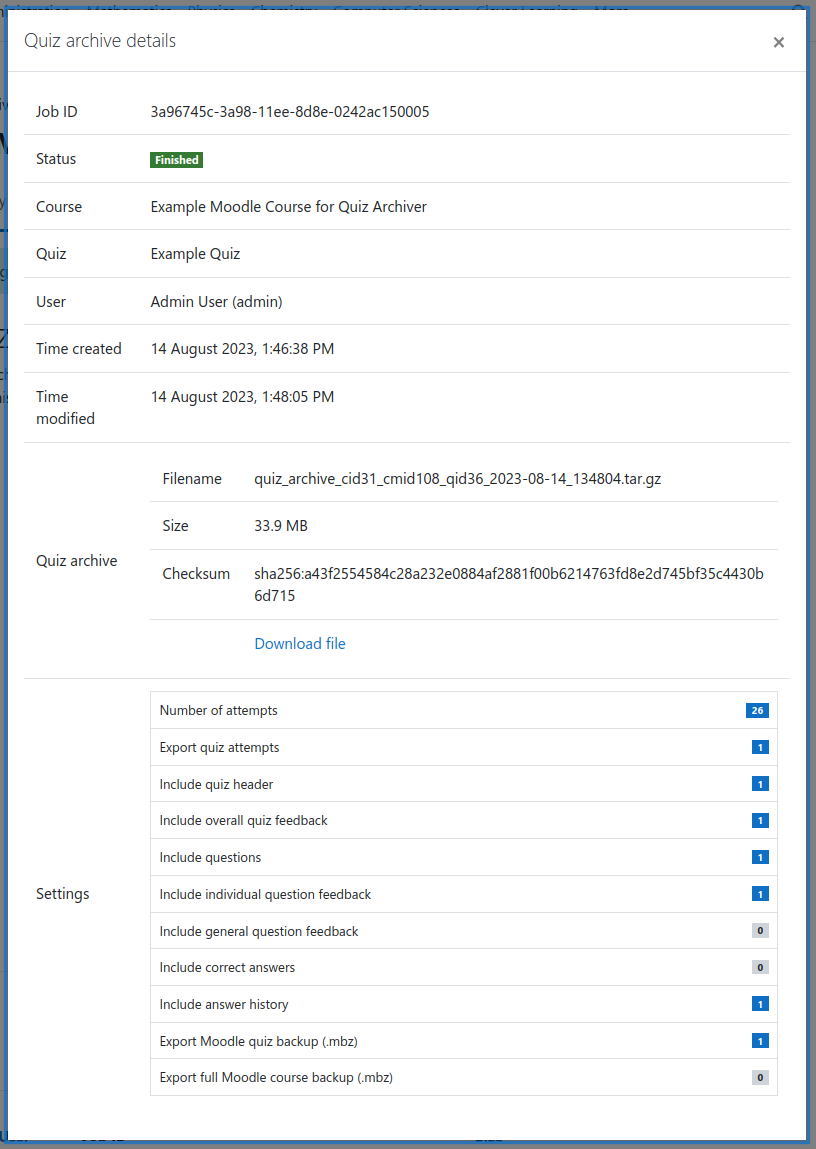 Quiz archive details ×
Job ID 3a96745c-3a98-11ee-8d8e-0242ac150005
Status Finished
Course Example Moodle Course for Quiz Archiver
Quiz Example Quiz
User Admin User (admin)
Time created 14 August 2023, 1:46:38 PM
Time modified 14 August 2023, 1:48:05 PM
Quiz archive
Filename quiz_archive_cid31_cmid108_qid36_2023-08-14_134804.tar.gz
Size 33.9 MB
Checksum sha256:a43f2554584c28a232e0884af2881f00b6214763fd8e2d745bf35c4430b
6d715
Download file
Settings
Number of attempts 26
Export quiz attempts 1
Include quiz header 1
Include overall quiz feedback 1
Include questions 1
Include individual question feedback 1
Include general question feedback 0
Include correct answers 0
Include answer history 1
Export Moodle quiz backup (.mbz) 1
Export full Moodle course backup (.mbz) 0